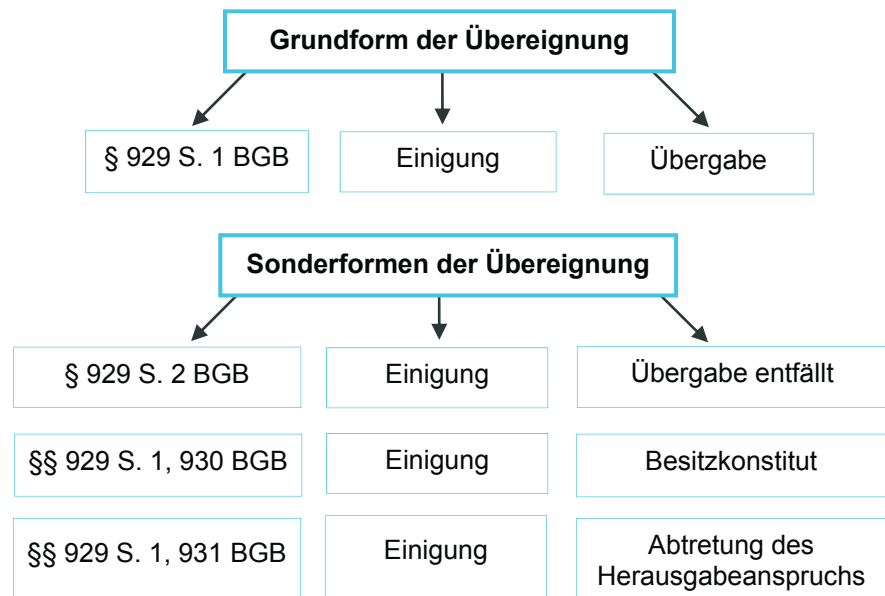 Grundform der Übereignung
§ 929 S. 1 BGB
Einigung
Übergabe
Sonderformen der Übereignung
§ 929 S. 2 BGB
Einigung
Übergabe entfällt
§§ 929 S. 1, 930 BGB
Einigung
Besitzkonstitut
§§ 929 S. 1, 931 BGB
Einigung
Abtretung des
Herausgabeanspruchs